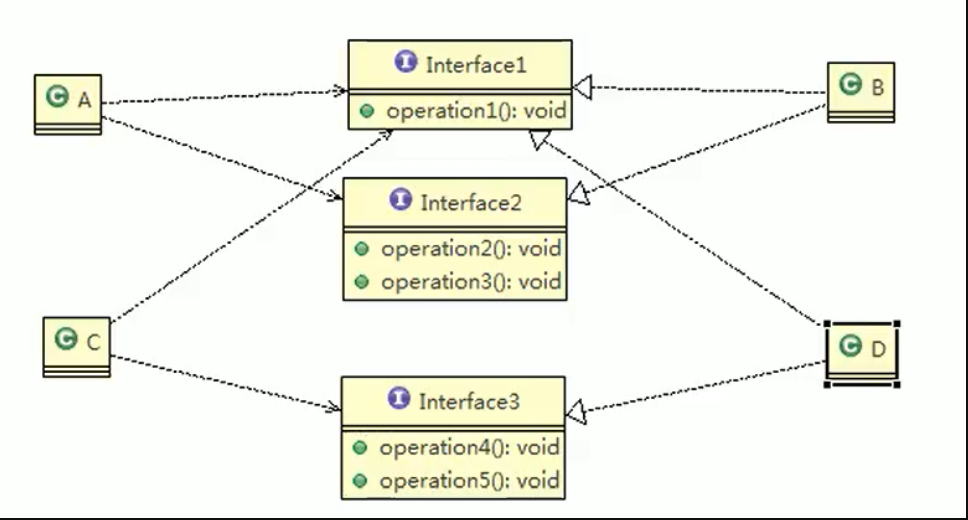 Interface1
A
B
operation1(): void
Interface2
operation2(): void
operation3(): void
C
D
Interface3
operation4(): void
operation5(): void